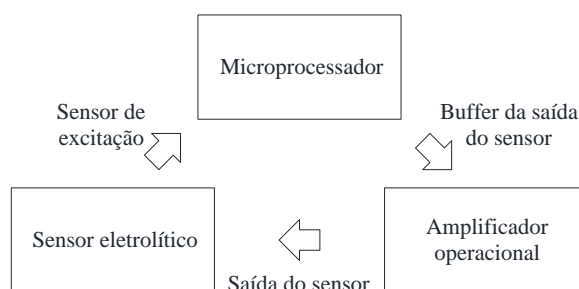 Microprocessador
Sensor de
excitação
Buffer da saída
do sensor
Sensor eletrolítico
Amplificador
operacional
Saída do sensor